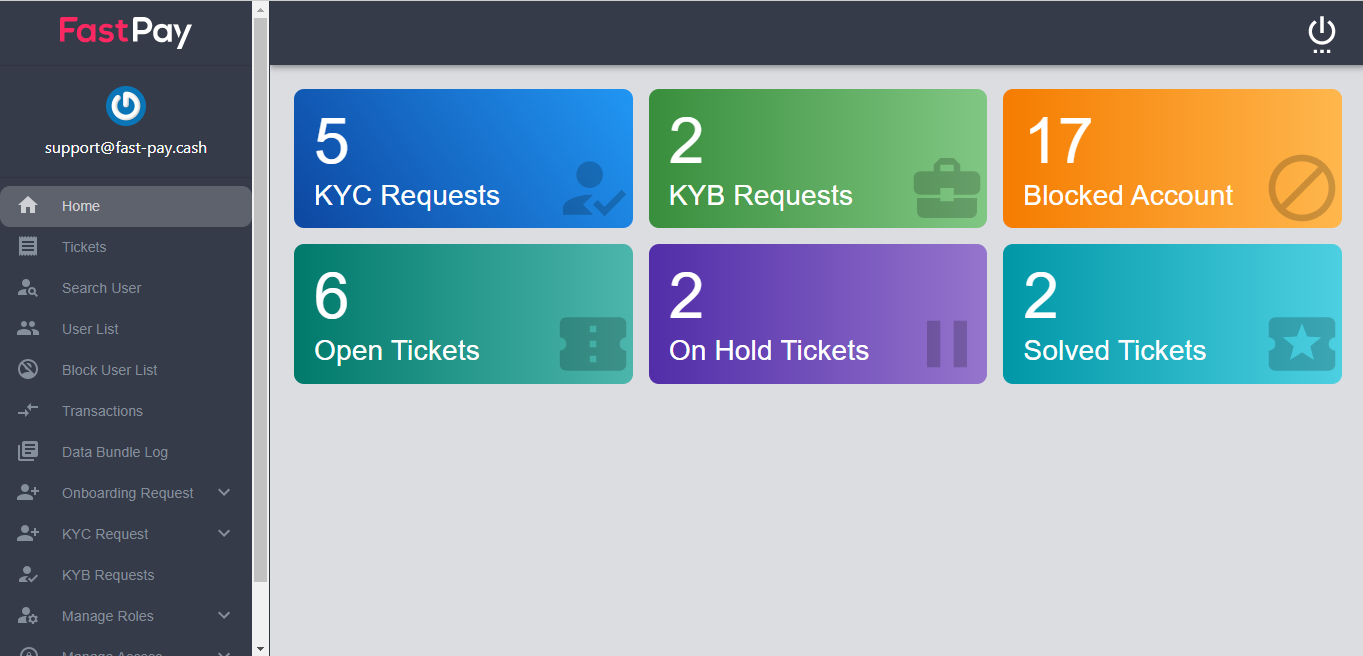 FastPay
support@fast-pay.cash
Home
Tickets
Search User
User List
Block User List
Transactions
Data Bundle Log
Onboarding Request
KYC Request
KYB Requests
Manage Roles
Manage Access
5
KYC Requests
2
KYB Requests
17
Blocked Account
6
Open Tickets
2
On Hold Tickets
2
Solved Tickets